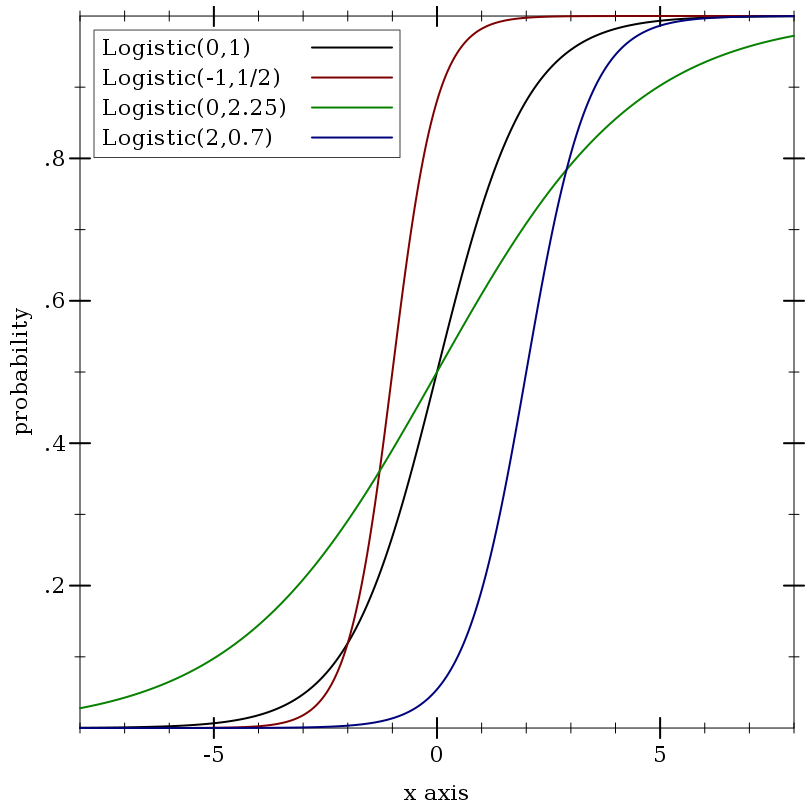 Logistic(0,1)
Logistic(-1,1/2)
Logistic(0,2.25)
Logistic(2,0.7)
.8
.6
.4
.2
probability
-5 0 5
x axis